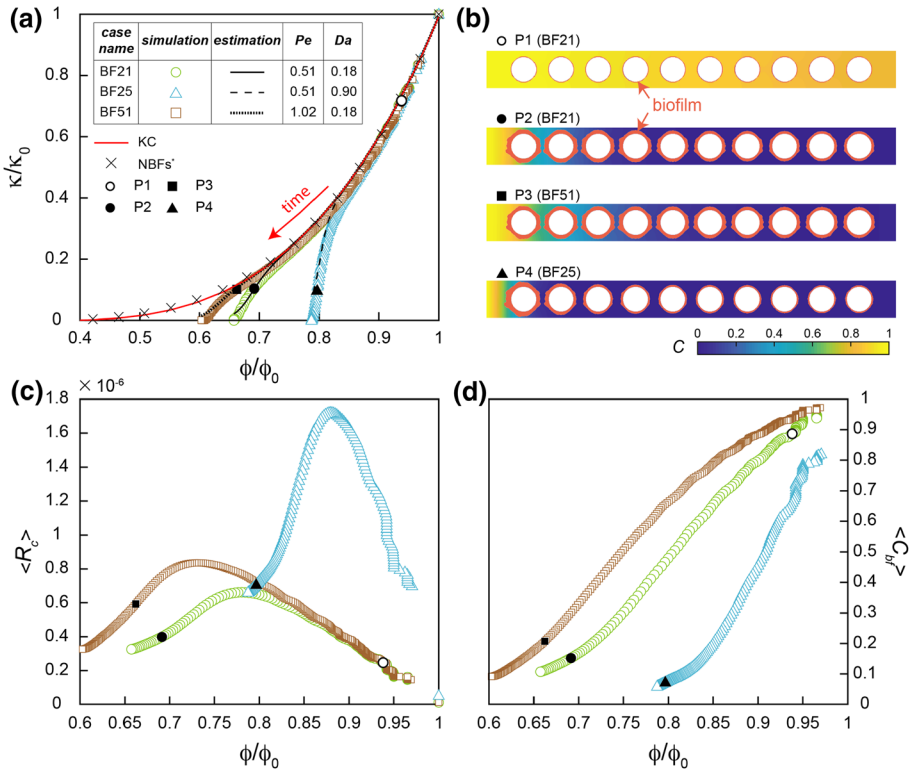 (a)
κ/κ₀
1
0.8
0.6
0.4
0.2
0
case name simulation estimation Pe Da
BF21 0.51 0.18
BF25 0.51 0.90
BF51 1.02 0.18
KC
NBFs⁻
P1 P3
P2 P4
time
0.4 0.5 0.6 0.7 0.8 0.9 1
ϕ/ϕ₀
(b)
P1 (BF21)
biofilm
P2 (BF21)
P3 (BF51)
P4 (BF25)
0 0.2 0.4 0.6 0.8 1
C
(c)
× 10⁻⁶
<R_c>
1.8
1.6
1.4
1.2
1
0.8
0.6
0.4
0.2
0
0.6 0.65 0.7 0.75 0.8 0.85 0.9 0.95 1
ϕ/ϕ₀
(d)
1
0.9
0.8
0.7
0.6
0.5
0.4
0.3
0.2
0.1
0
<C_bf>
0.6 0.65 0.7 0.75 0.8 0.85 0.9 0.95 1
ϕ/ϕ₀